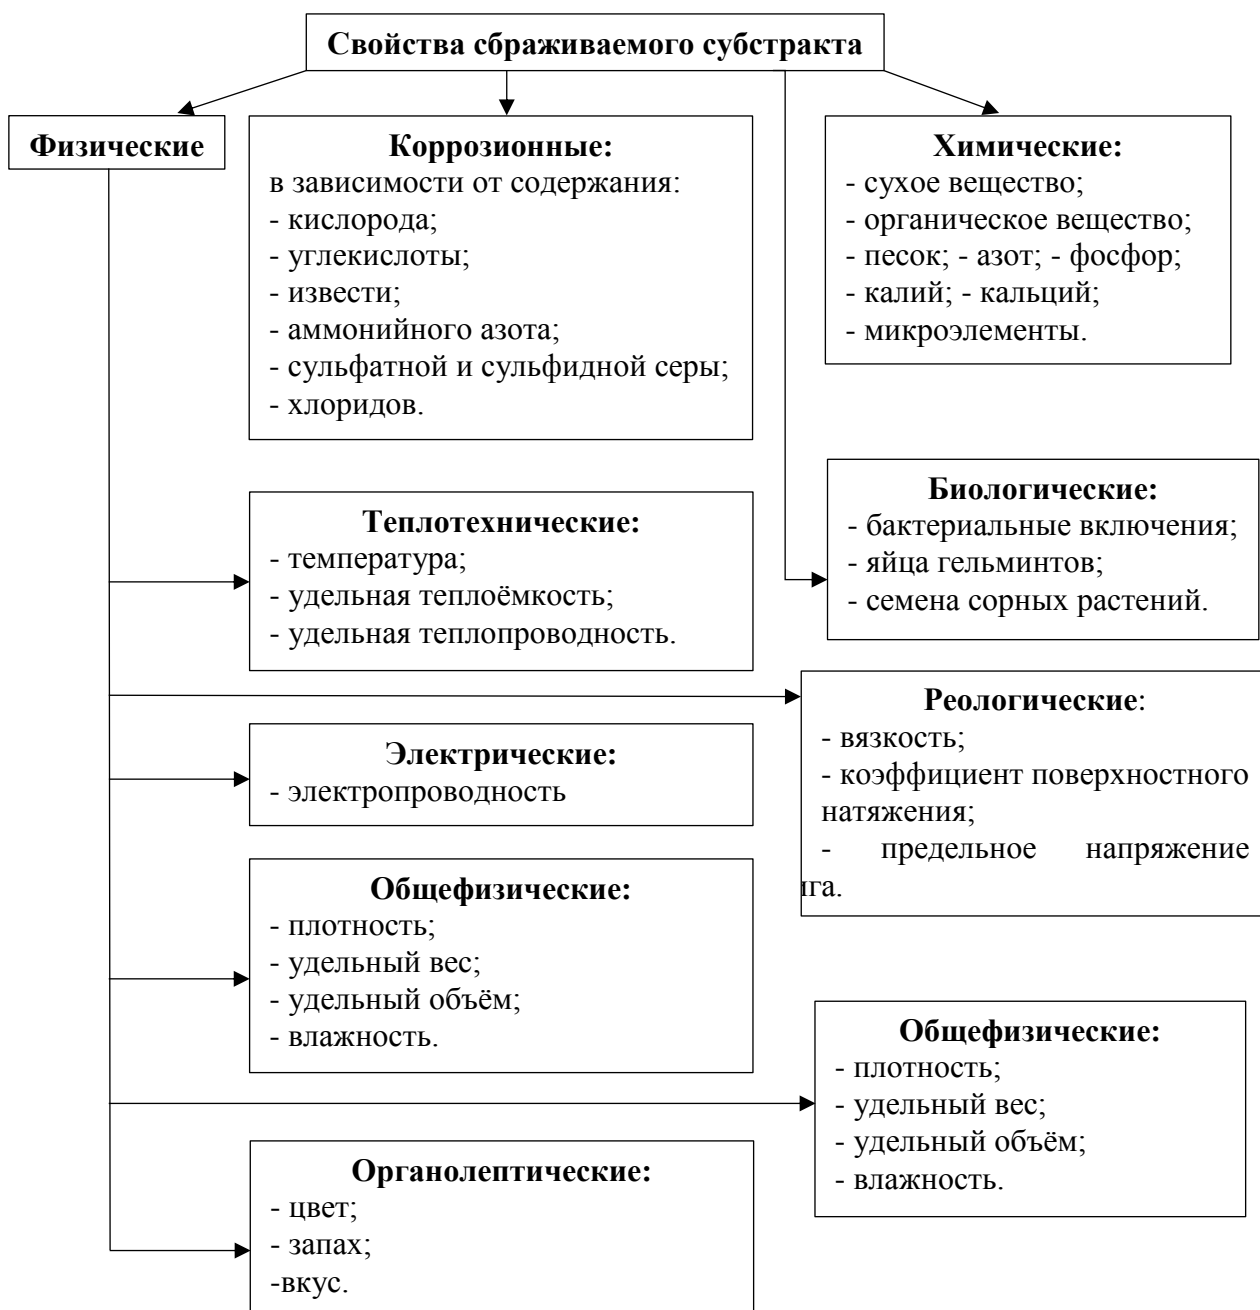 Свойства сбраживаемого субстракта
Физические
Коррозионные:
в зависимости от содержания:
- кислорода;
- углекислоты;
- извести;
- аммонийного азота;
- сульфатной и сульфидной серы;
- хлоридов.
Химические:
- сухое вещество;
- органическое вещество;
- песок; - азот; - фосфор;
- калий; - кальций;
- микроэлементы.
Биологические:
- бактериальные включения;
- яйца гельминтов;
- семена сорных растений.
Теплотехнические:
- температура;
- удельная теплоёмкость;
- удельная теплопроводность.
Реологические:
- вязкость;
- коэффициент поверхностного
натяжения;
- предельное напряжение
Электрические:
- электропроводность
Общефизические:
- плотность;
- удельный вес;
- удельный объём;
- влажность.
Общефизические:
- плотность;
- удельный вес;
- удельный объём;
- влажность.
Органолептические:
- цвет;
- запах;
-вкус.